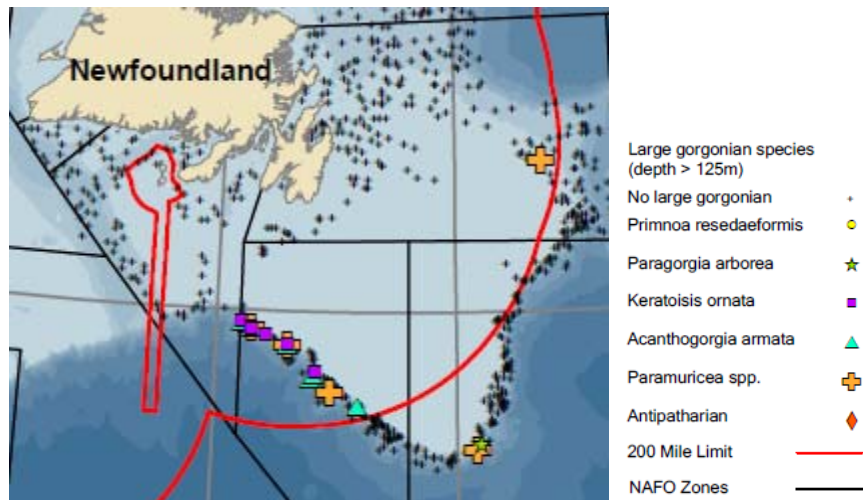 Newfoundland
Large gorgonian species
(depth > 125m)
No large gorgonian
Primnoa resedaeformis
Paragorgia arborea
Keratoisis ornata
Acanthogorgia armata
Paramuricea spp.
Antipatharian
200 Mile Limit
NAFO Zones